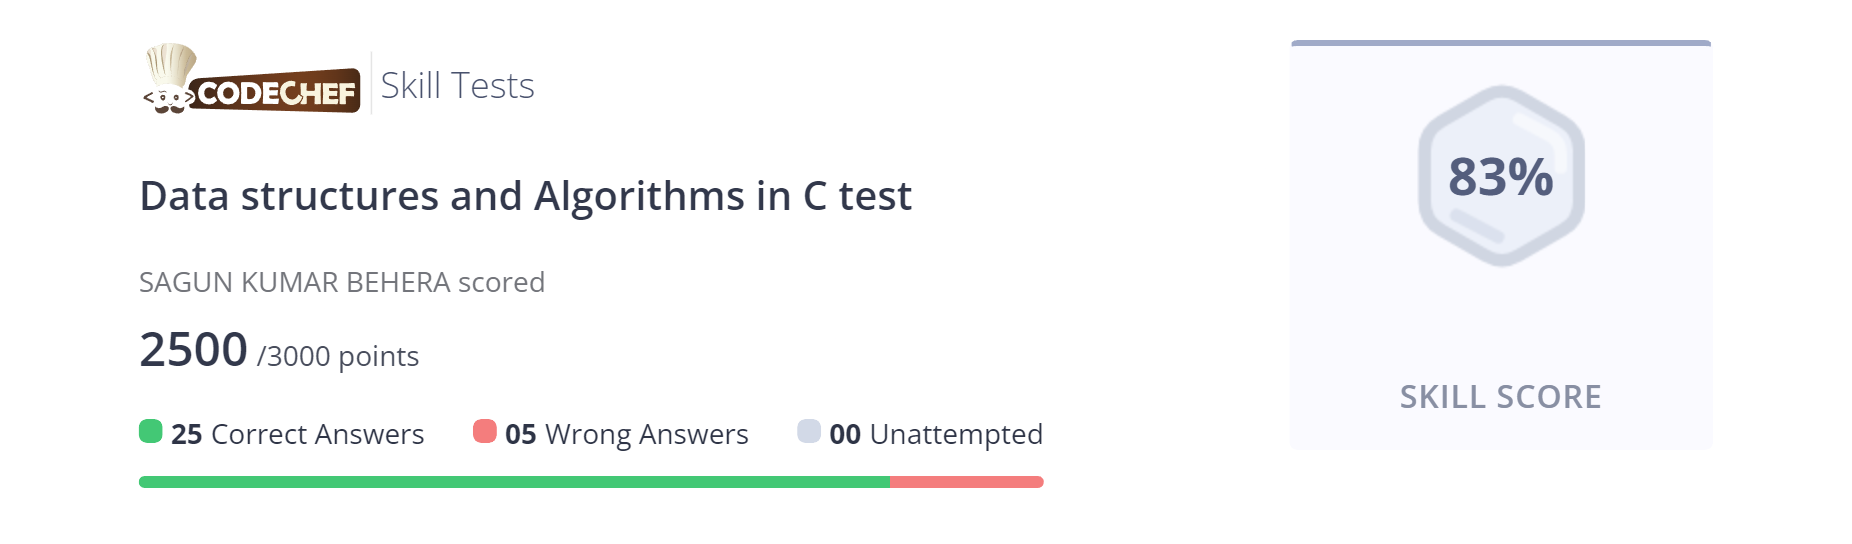 CODECHEF Skill Tests
Data structures and Algorithms in C test
SAGUN KUMAR BEHERA scored
2500 /3000 points
25 Correct Answers 05 Wrong Answers 00 Unattempted
83%
SKILL SCORE